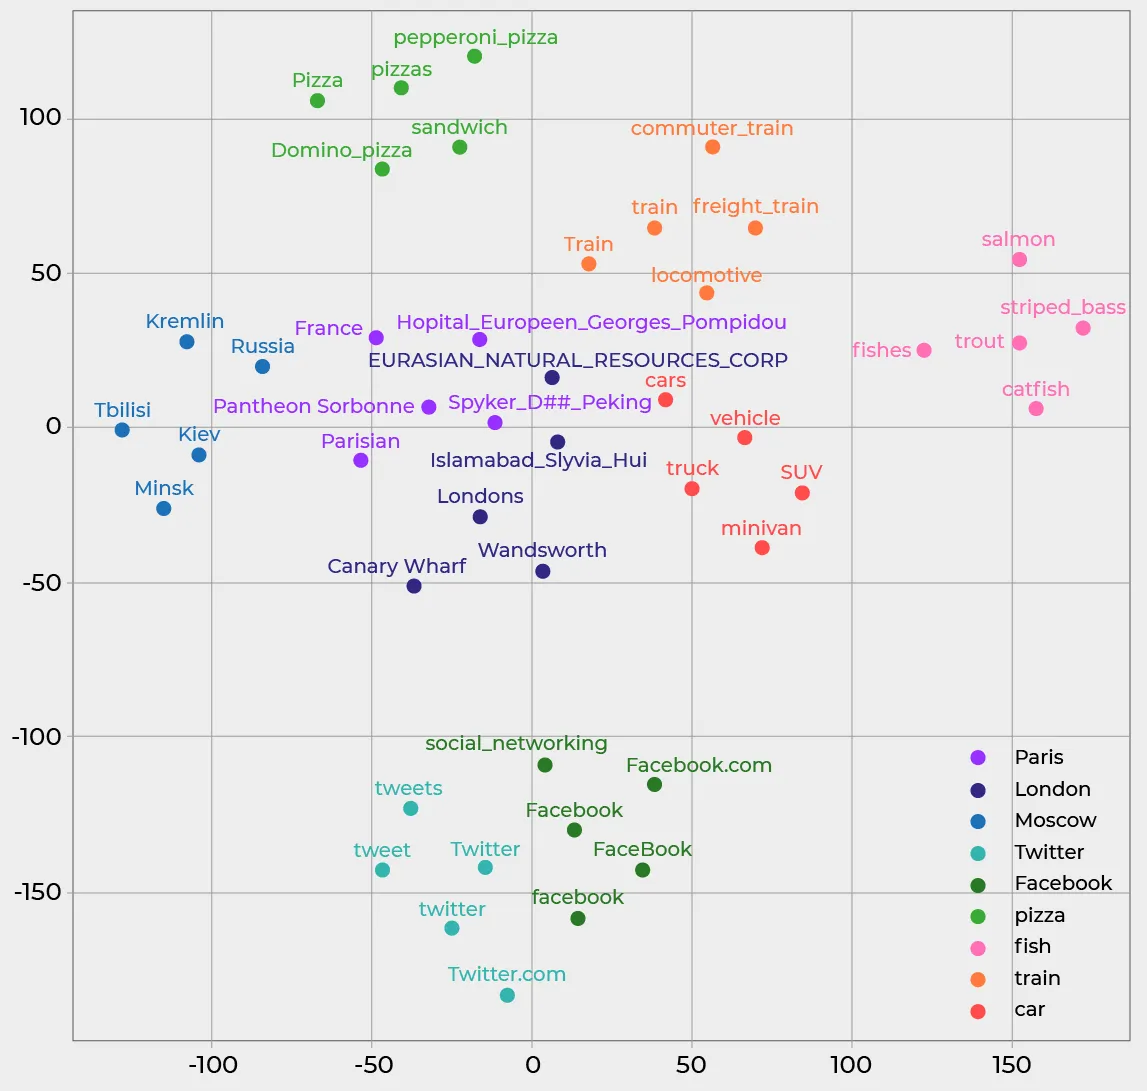 pepperoni_pizza
pizzas
Pizza
100
sandwich
commuter_train
Domino_pizza
train
freight_train
Train
salmon
50
locomotive
striped_bass
Kremlin
France
Hopital_Europeen_Georges_Pompidou
Russia
trout
fishes
EURASIAN_NATURAL_RESOURCES_CORP
cars
catfish
Tbilisi
Pantheon Sorbonne
Spyker_D##_Peking
vehicle
0
Kiev
Parisian
Islamabad_Slyvia_Hui
truck
SUV
Minsk
Londons
minivan
Wandsworth
Canary Wharf
-50
-100
social_networking
Facebook.com
Paris
tweets
London
Facebook
Moscow
tweet
Twitter
FaceBook
Twitter
-150
facebook
Facebook
twitter
pizza
fish
Twitter.com
train
car
-100
-50
0
50
100
150